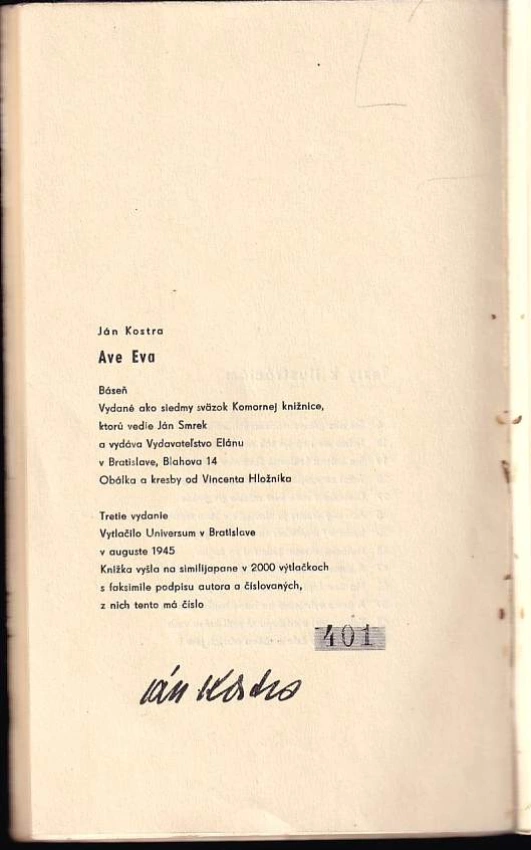 Ján Kostra
Ave Eva
Báseň
Vydané ako siedmy sväzok Komornej knižnice,
ktorú vedie Ján Smrek
a vydáva Vydavateľstvo Elánu
v Bratislave, Blahova 14
Obálka a kresby od Vincenta Hložníka
Tretie vydanie
Vytlačilo Universum v Bratislave
v auguste 1945
Knižka vyšla na similijapane v 2000 výtlačkoch
s faksimile podpisu autora a číslovaných,
z nich tento má číslo
401
Ján Kostra